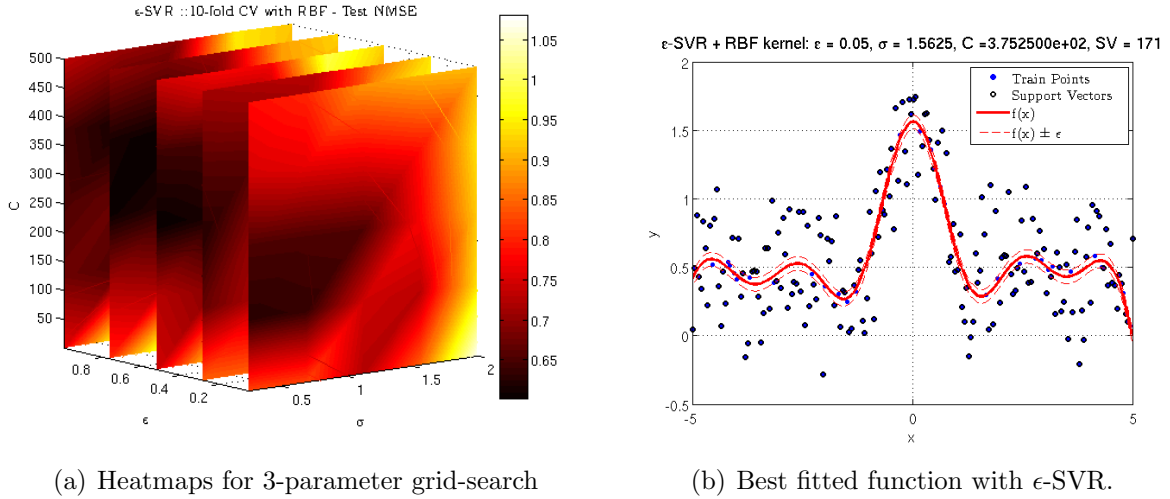 ϵ-SVR ::10-fold CV with RBF - Test NMSE
500
450
400
350
300
250
200
150
100
50
C
0.8
0.6
0.4
0.2
ϵ
0.5
1
1.5
2
σ
1.05
1
0.95
0.9
0.85
0.8
0.75
0.7
0.65
(a) Heatmaps for 3-parameter grid-search
ε-SVR + RBF kernel: ε = 0.05, σ = 1.5625, C =3.752500e+02, SV = 171
2
1.5
1
0.5
0
-0.5
y
-5
0
5
x
Train Points
Support Vectors
f(x)
f(x) ± ϵ
(b) Best fitted function with ϵ-SVR.